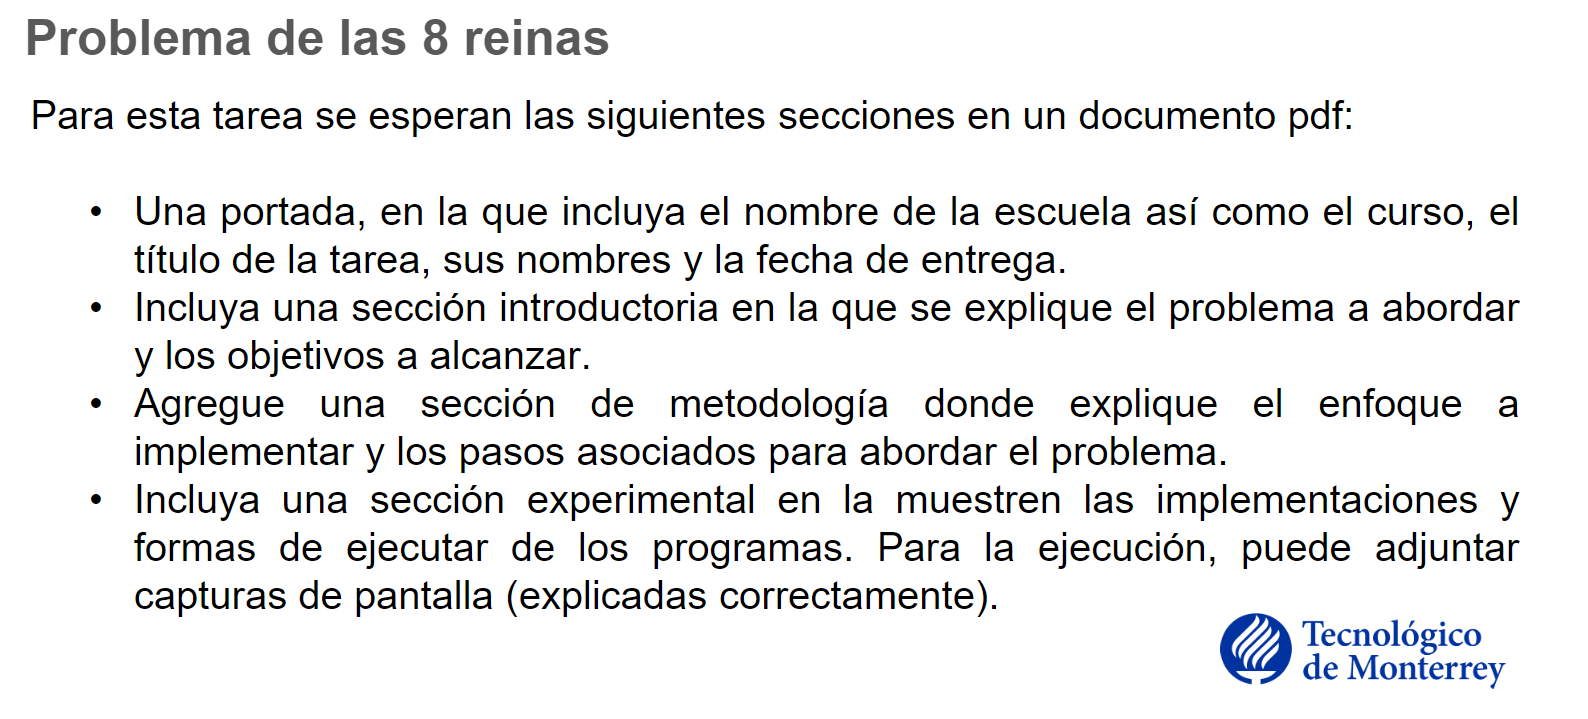 Problema de las 8 reinas
Para esta tarea se esperan las siguientes secciones en un documento pdf:
• Una portada, en la que incluya el nombre de la escuela así como el curso, el
título de la tarea, sus nombres y la fecha de entrega.
• Incluya una sección introductoria en la que se explique el problema a abordar
y los objetivos a alcanzar.
• Agregue una sección de metodología donde explique el enfoque a
implementar y los pasos asociados para abordar el problema.
• Incluya una sección experimental en la muestren las implementaciones y
formas de ejecutar de los programas. Para la ejecución, puede adjuntar
capturas de pantalla (explicadas correctamente).
Tecnológico
de Monterrey